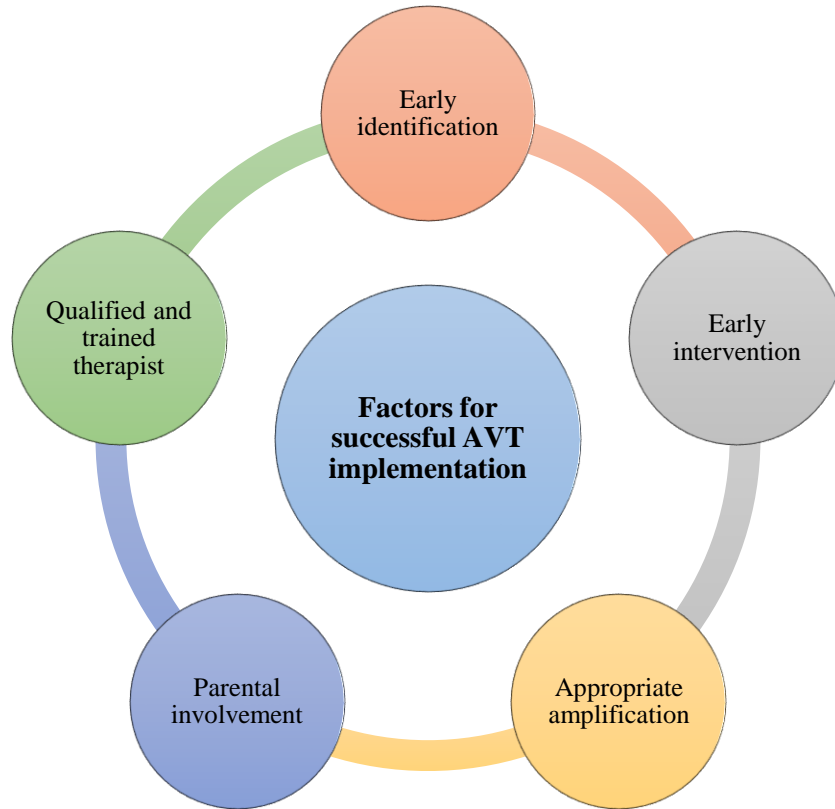 Early
identification
Early
intervention
Appropriate
amplification
Parental
involvement
Qualified and
trained
therapist
Factors for
successful AVT
implementation